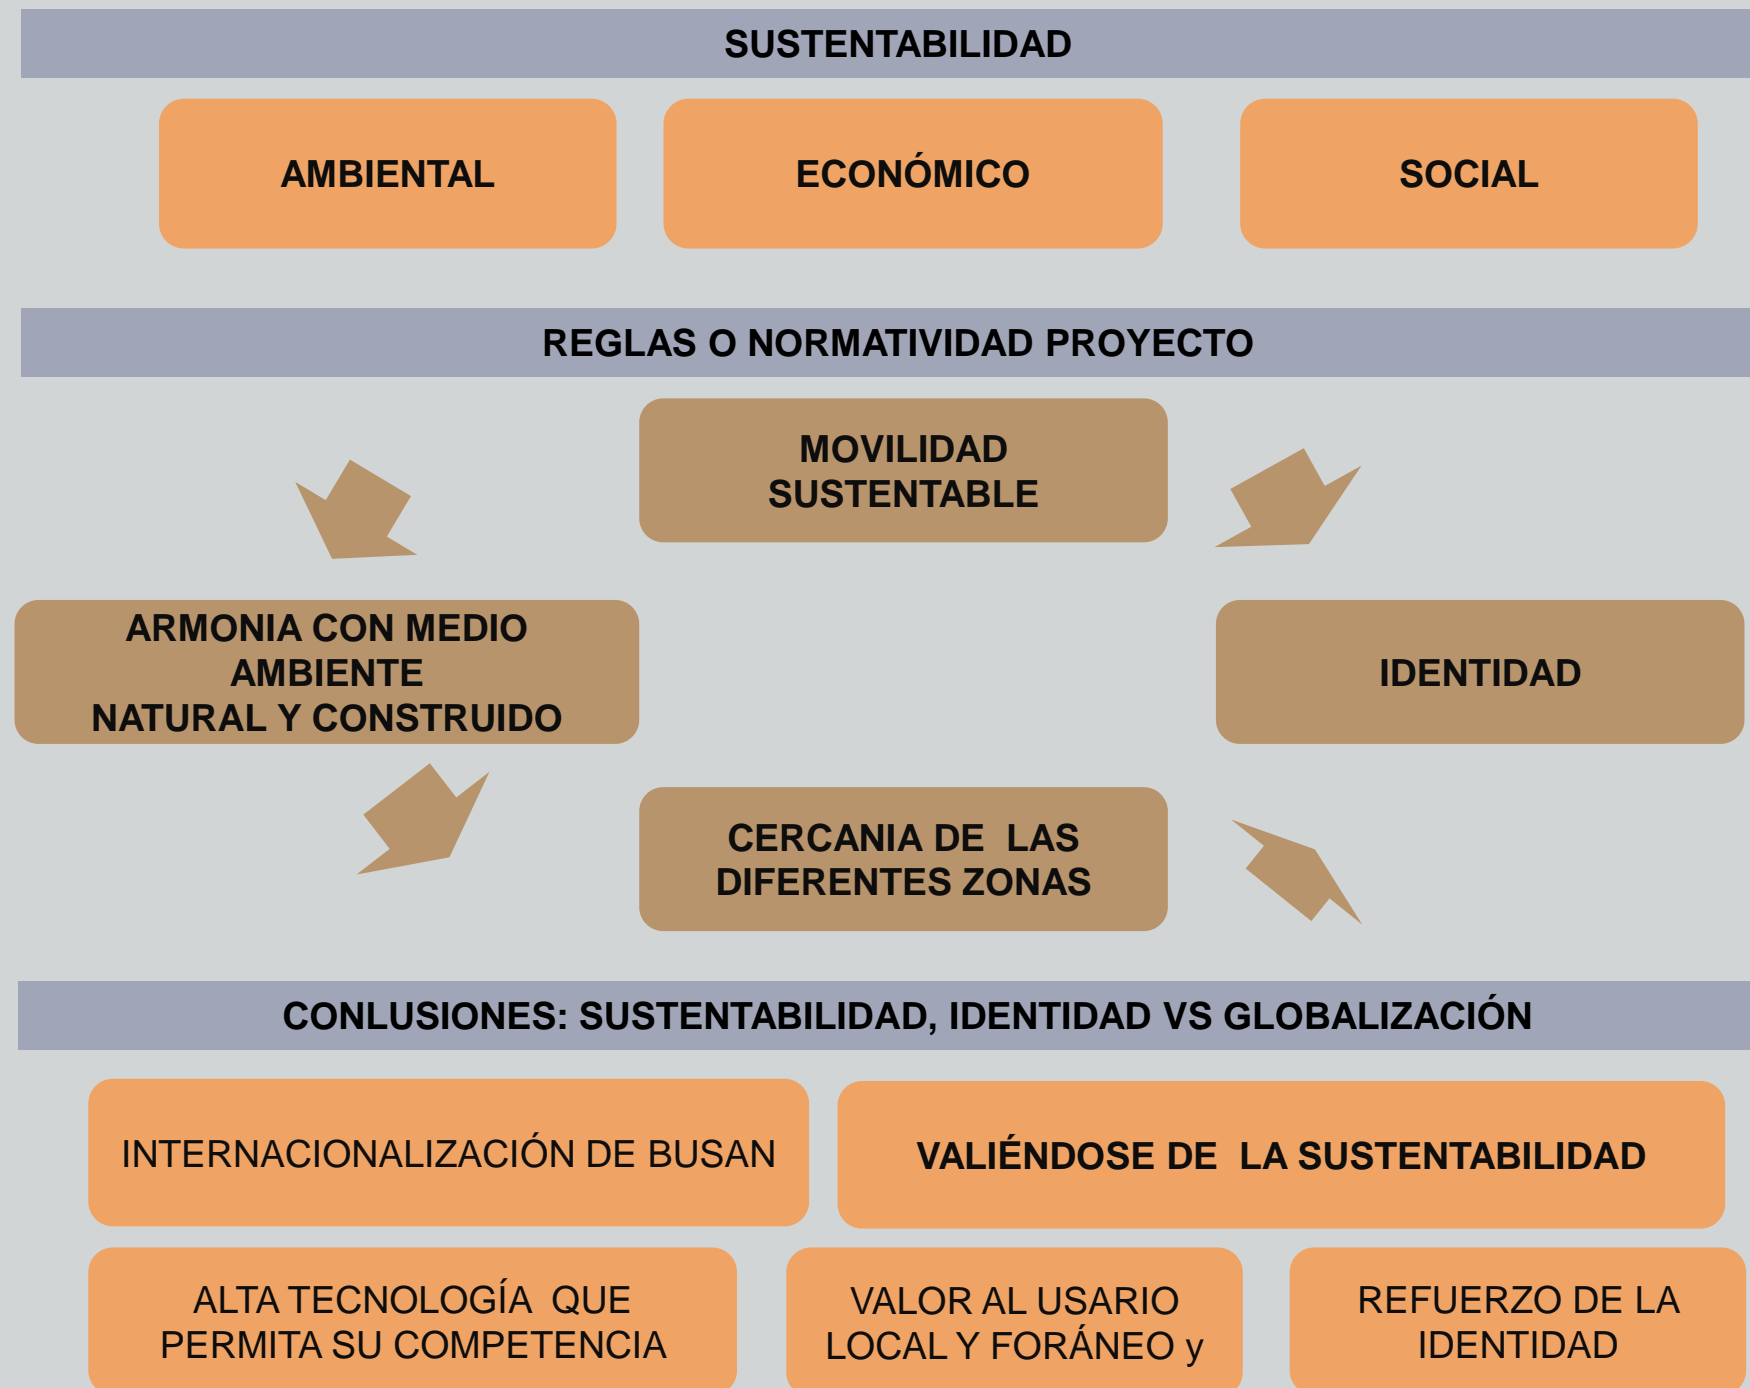 SUSTENTABILIDAD
AMBIENTAL
ECONÓMICO
SOCIAL
REGLAS O NORMATIVIDAD PROYECTO
MOVILIDAD
SUSTENTABLE
ARMONIA CON MEDIO
AMBIENTE
NATURAL Y CONSTRUIDO
IDENTIDAD
CERCANIA DE LAS
DIFERENTES ZONAS
CONLUSIONES: SUSTENTABILIDAD, IDENTIDAD VS GLOBALIZACIÓN
INTERNACIONALIZACIÓN DE BUSAN
VALIÉNDOSE DE LA SUSTENTABILIDAD
ALTA TECNOLOGÍA QUE
PERMITA SU COMPETENCIA
VALOR AL USARIO
LOCAL Y FORÁNEO y
REFUERZO DE LA
IDENTIDAD